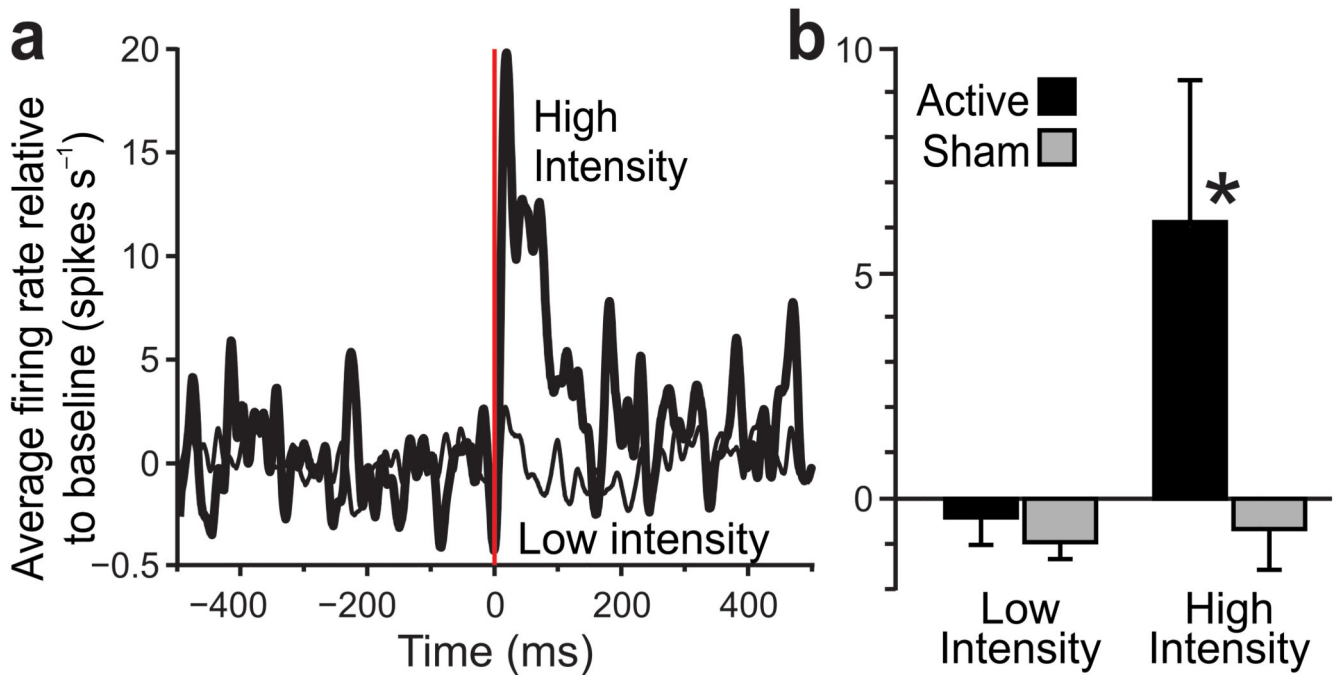 a
Average firing rate relative
to baseline (spikes s⁻¹)
20
15
10
5
0
−0.5
High
Intensity
Low intensity
−400
−200
0
200
400
Time (ms)
b
10
5
0
Active
Sham
*
Low
Intensity
High
Intensity